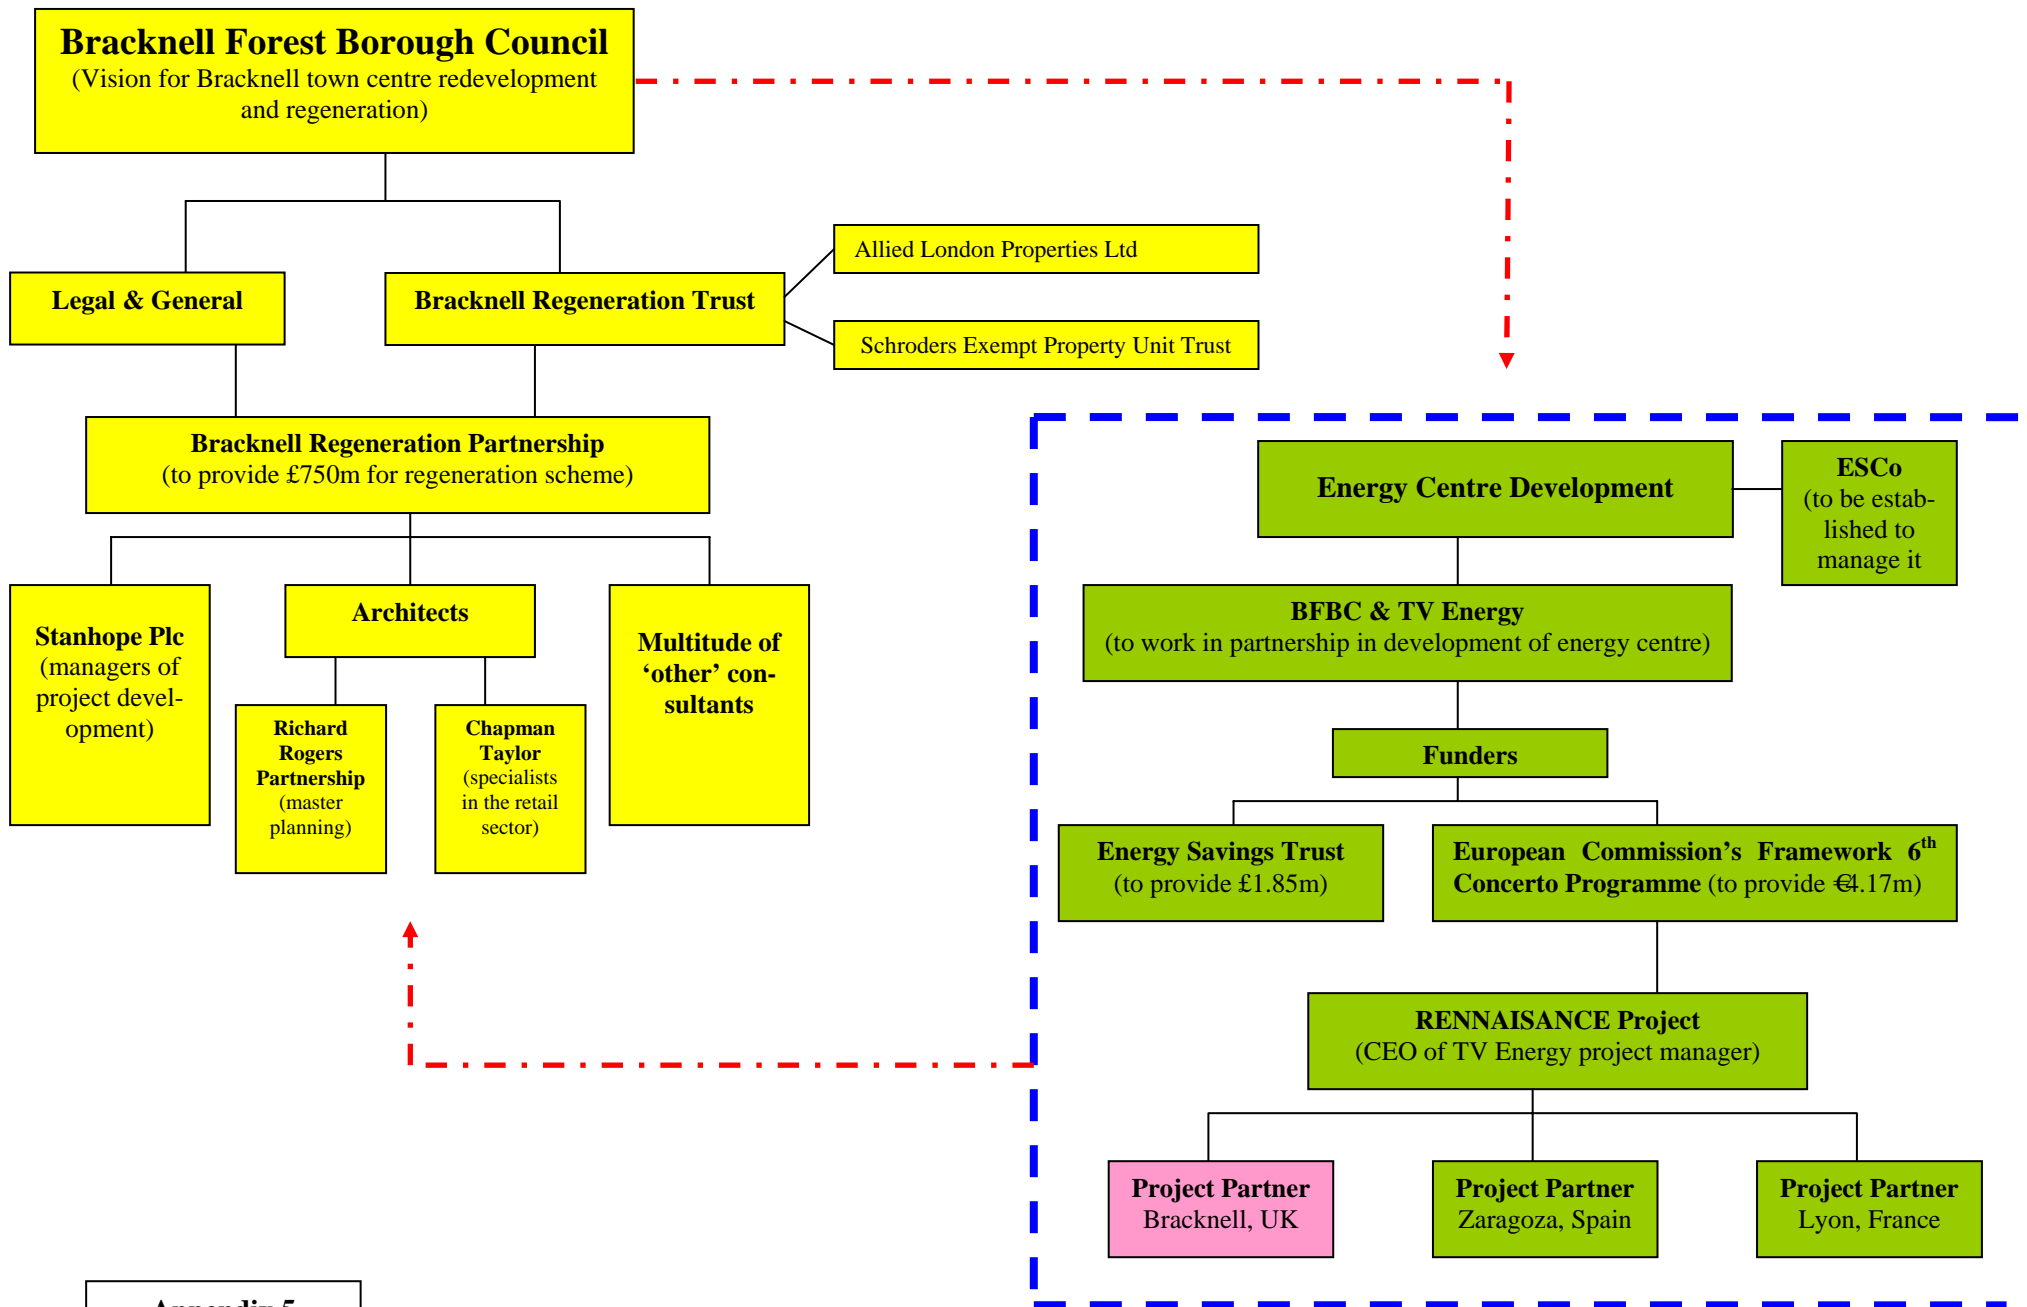 Bracknell Forest Borough Council
(Vision for Bracknell town centre redevelopment
and regeneration)
Allied London Properties Ltd
Legal & General
Bracknell Regeneration Trust
Schroders Exempt Property Unit Trust
Bracknell Regeneration Partnership
(to provide £750m for regeneration scheme)
Stanhope Plc
(managers of
project devel-
opment)
Architects
Richard
Rogers
Partnership
(master
planning)
Chapman
Taylor
(specialists
in the retail
sector)
Multitude of
‘other’ con-
sultants
Energy Centre Development
ESCo
(to be estab-
lished to
manage it
BFBC & TV Energy
(to work in partnership in development of energy centre)
Funders
Energy Savings Trust
(to provide £1.85m)
European Commission’s Framework 6th
Concerto Programme (to provide €4.17m)
RENNAISANCE Project
(CEO of TV Energy project manager)
Project Partner
Bracknell, UK
Project Partner
Zaragoza, Spain
Project Partner
Lyon, France
Appendix 5